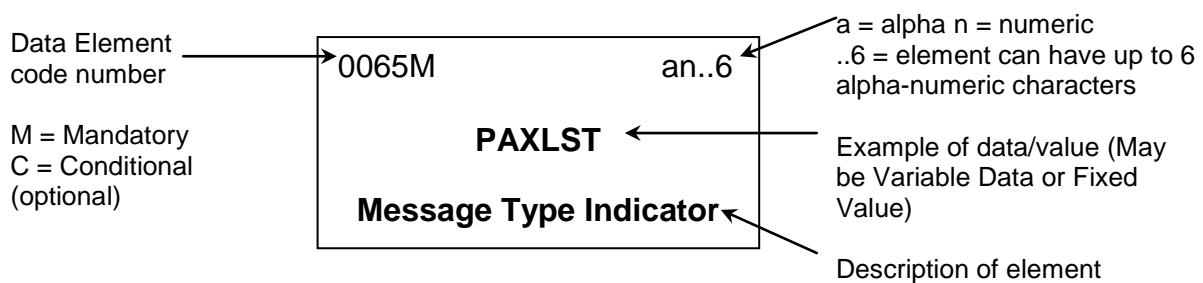 Data Element
code number
M = Mandatory
C = Conditional
(optional)
0065M
an..6
PAXLST
Message Type Indicator
a = alpha n = numeric
..6 = element can have up to 6
alpha-numeric characters
Example of data/value (May
be Variable Data or Fixed
Value)
Description of element